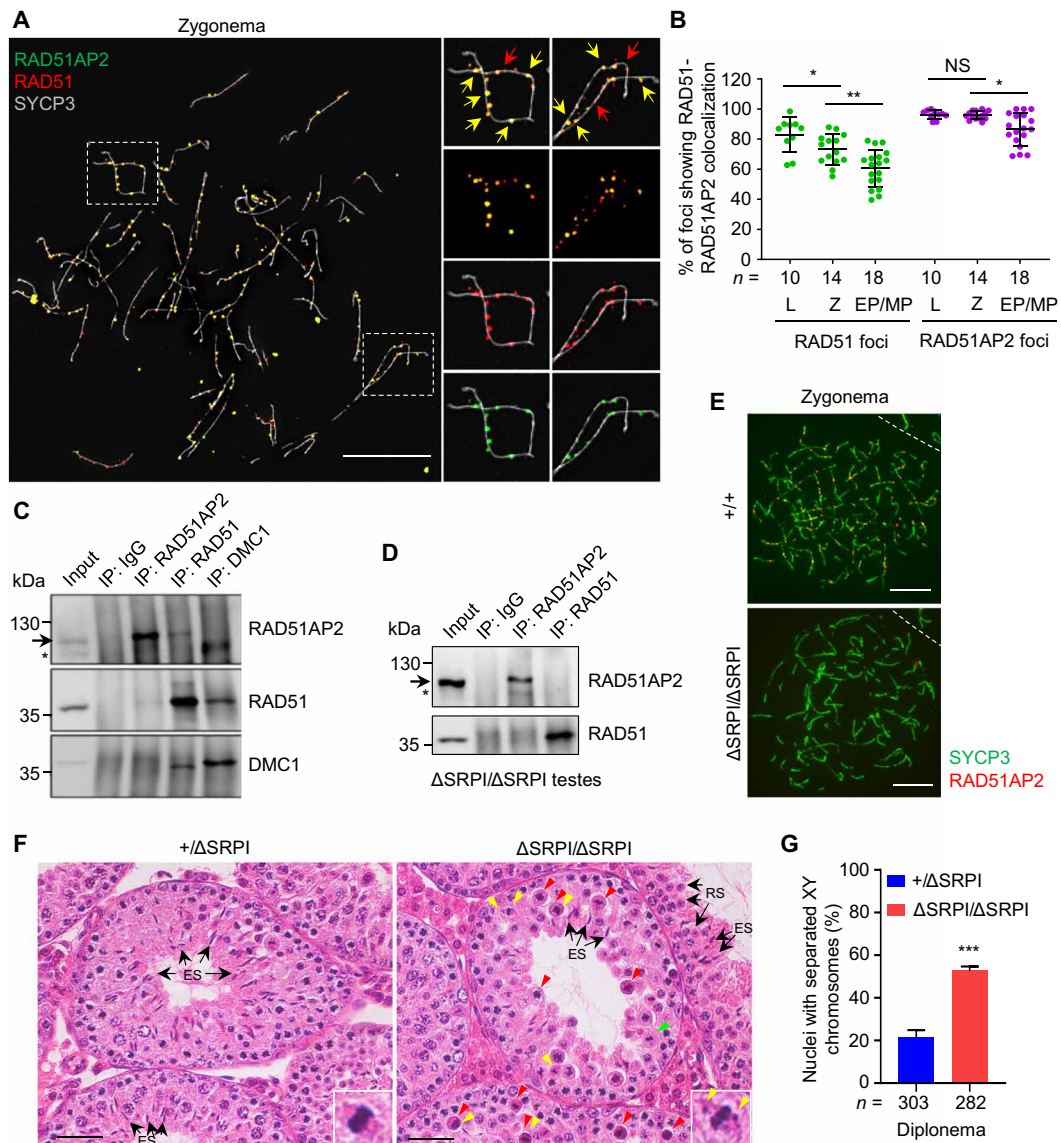 A
Zygonema
RAD51AP2
RAD51
SYCP3
B
% of foci showing RAD51-
RAD51AP2 colocalization
120
100
80
60
40
20
0
* ** NS *
n = 10 14 18 10 14 18
L Z EP/MP L Z EP/MP
RAD51 foci RAD51AP2 foci
C
kDa Input IP: IgG IP: RAD51AP2 IP: RAD51 IP: DMC1
130 RAD51AP2
*
35 RAD51
35 DMC1
D
kDa Input IP: IgG IP: RAD51AP2 IP: RAD51
130 RAD51AP2
*
35 RAD51
ΔSRPI/ΔSRPI testes
E
Zygonema
+/+
ΔSRPI/ΔSRPI
SYCP3
RAD51AP2
F
+/ΔSRPI
ES
ES
ES
ΔSRPI/ΔSRPI
RS
ES
ES
G
+/ΔSRPI
ΔSRPI/ΔSRPI
Nuclei with separated XY
chromosomes (%)
100
80
60
40
20
0
***
n = 303 282
Diplonema